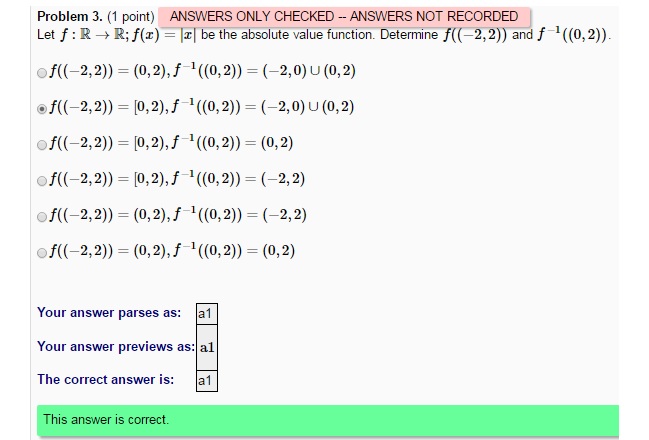 Problem 3. (1 point) ANSWERS ONLY CHECKED -- ANSWERS NOT RECORDED
Let f : ℝ → ℝ; f(x) = |x| be the absolute value function. Determine f((−2, 2)) and f⁻¹((0, 2)).
f((−2, 2)) = (0, 2), f⁻¹((0, 2)) = (−2, 0) ∪ (0, 2)
f((−2, 2)) = [0, 2), f⁻¹((0, 2)) = (−2, 0) ∪ (0, 2)
f((−2, 2)) = [0, 2), f⁻¹((0, 2)) = (0, 2)
f((−2, 2)) = [0, 2), f⁻¹((0, 2)) = (−2, 2)
f((−2, 2)) = (0, 2), f⁻¹((0, 2)) = (−2, 2)
f((−2, 2)) = (0, 2), f⁻¹((0, 2)) = (0, 2)
Your answer parses as: a1
Your answer previews as: a1
The correct answer is: a1
This answer is correct.